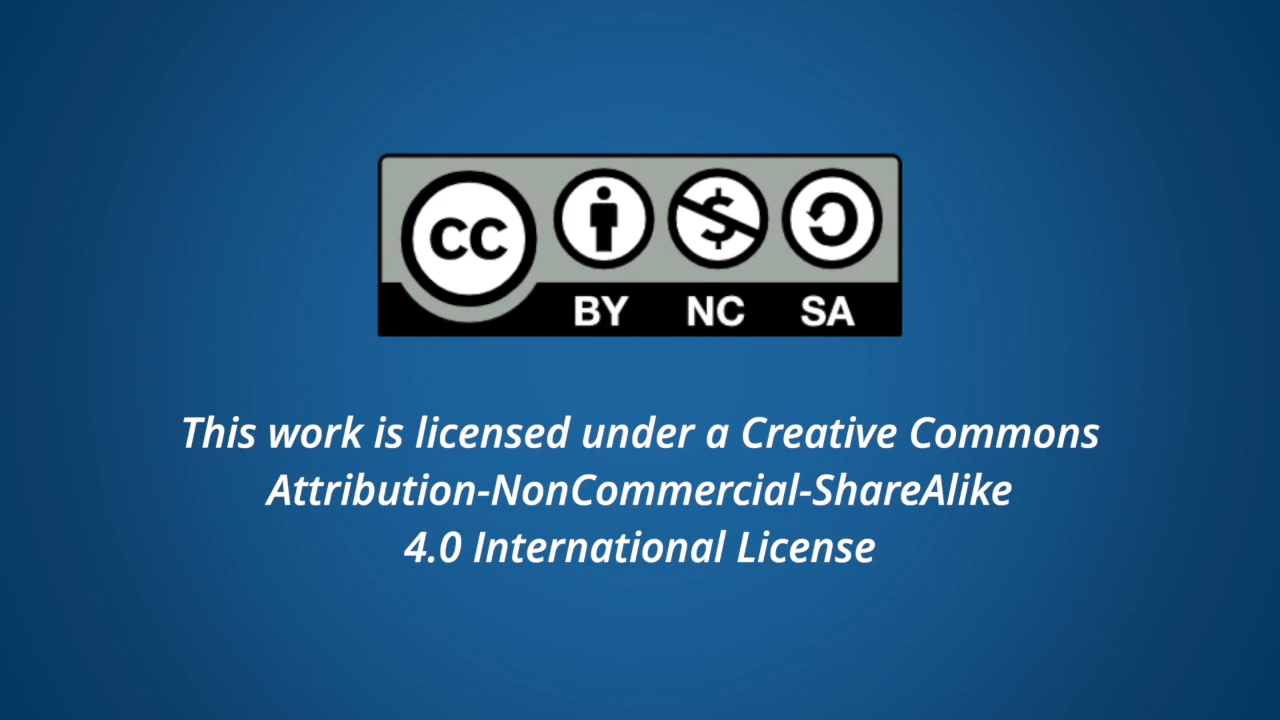 CC
BY NC SA
This work is licensed under a Creative Commons
Attribution-NonCommercial-ShareAlike
4.0 International License